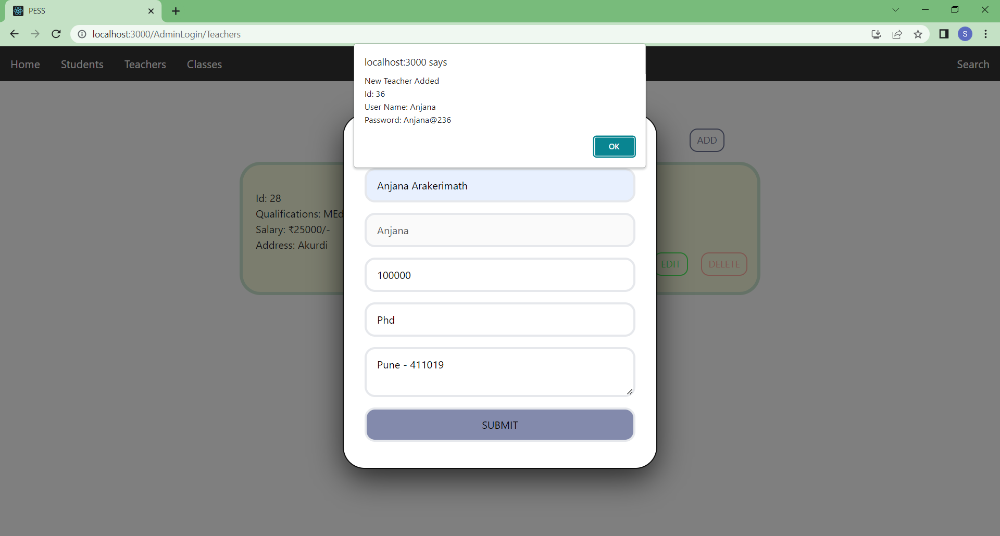 PESS
localhost:3000/AdminLogin/Teachers
S
Home Students Teachers Classes Search
localhost:3000 says
New Teacher Added
Id: 36
User Name: Anjana
Password: Anjana@236
OK
ADD
Id: 28
Qualifications: MEd
Salary: ₹25000/-
Address: Akurdi
EDIT DELETE
Anjana Arakerimath
Anjana
100000
Phd
Pune - 411019
SUBMIT